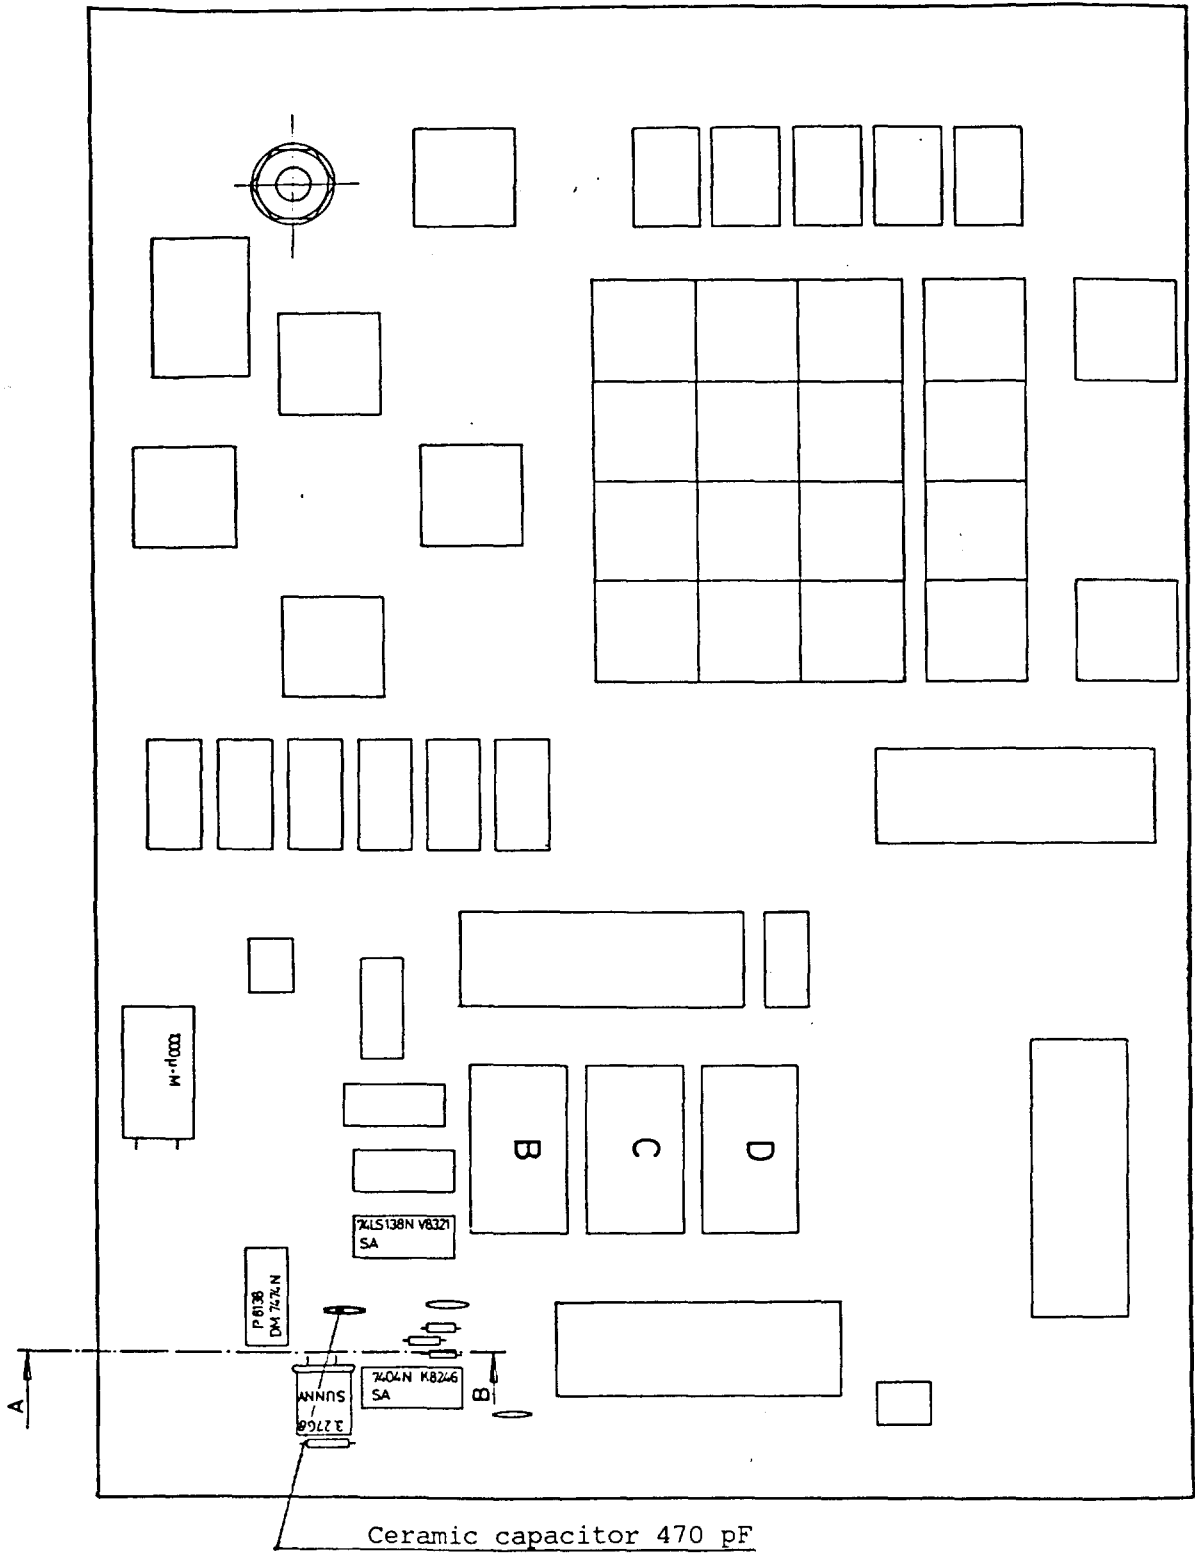 1000µ-M
B
C
D
74LS138N V8321
SA
P 8138
DM 7474N
A
B
7404N K8246
SA
SUNNY
3.2768
Ceramic capacitor 470 pF